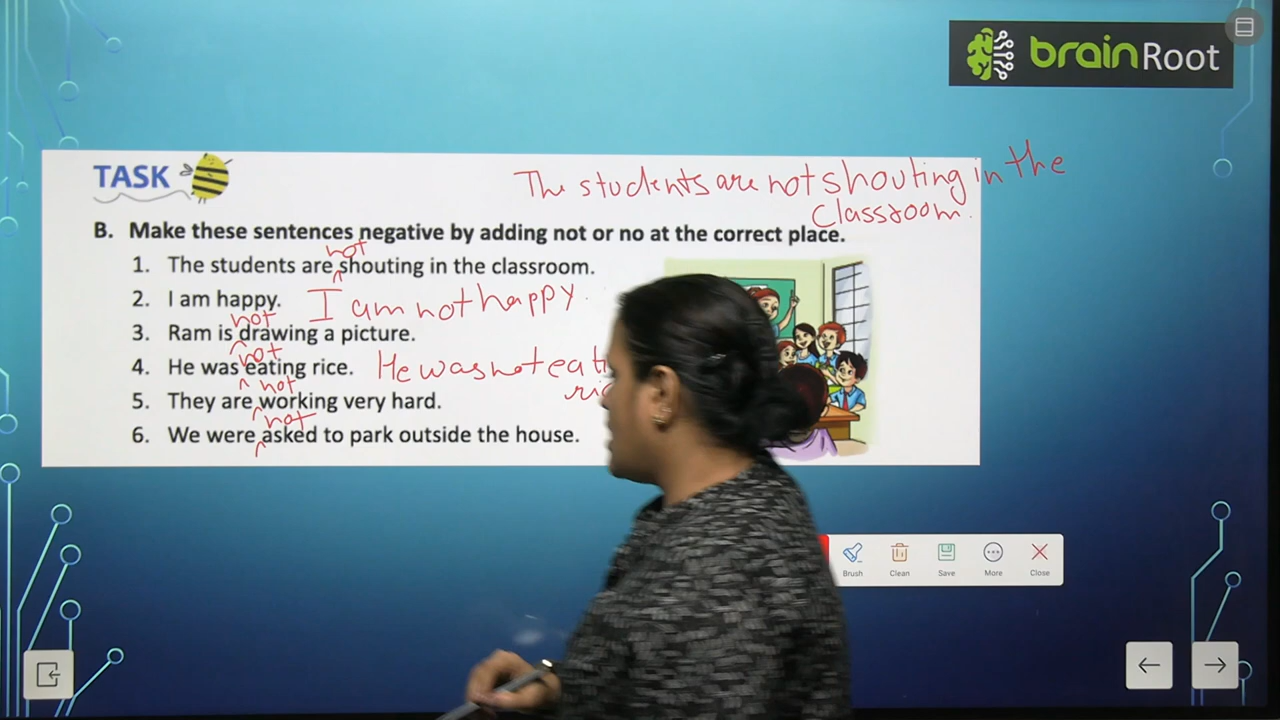 brainRoot
TASK
The students are not shouting in the
classroom.
B. Make these sentences negative by adding not or no at the correct place.
not
1. The students are shouting in the classroom.
2. I am happy. I am not happy.
not
3. Ram is drawing a picture.
not
4. He was eating rice. He was not
not
5. They are working very hard.
not
6. We were asked to park outside the house.
Brush Clean Save More Close